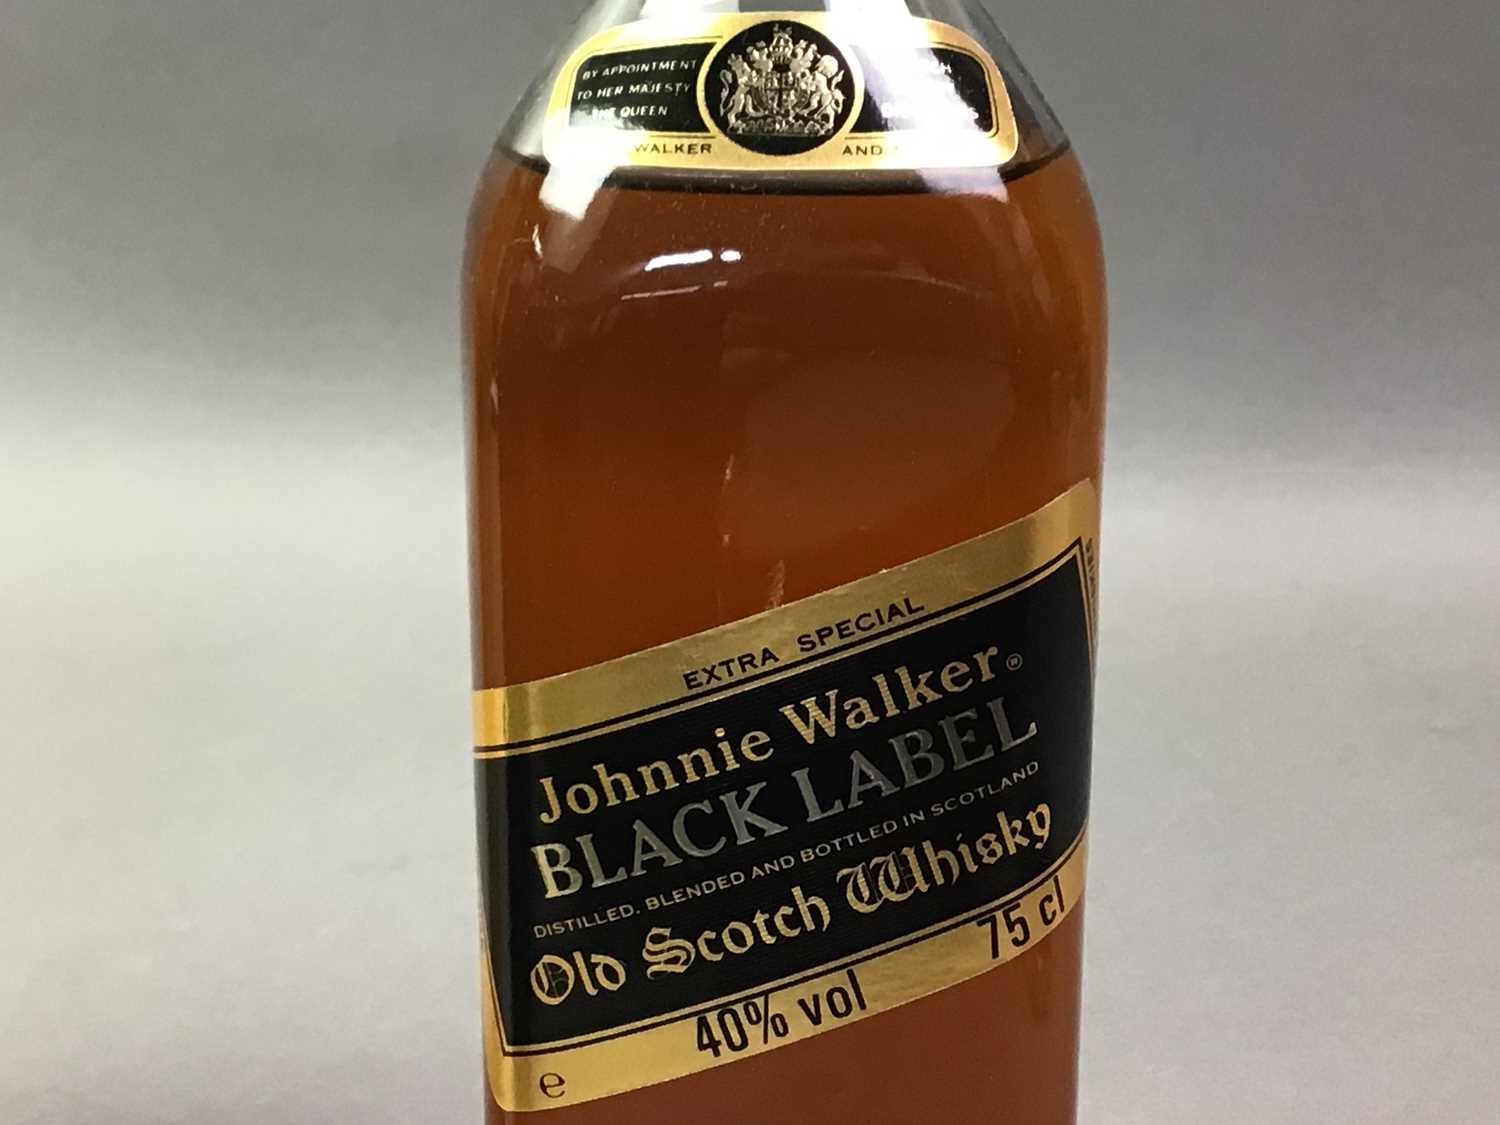 BY APPOINTMENT
TO HER MAJESTY
QUEEN
WALKER AND
EXTRA SPECIAL
Johnnie Walker®
BLACK LABEL
DISTILLED, BLENDED AND BOTTLED IN SCOTLAND
Old Scotch Whisky
40% vol 75 cl
e